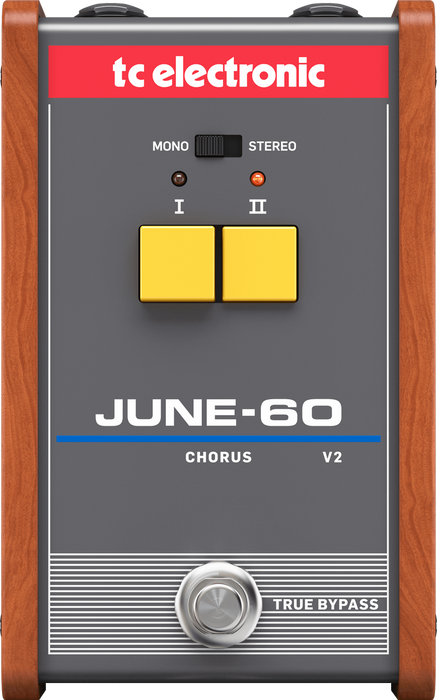 tc electronic
MONO STEREO
I II
JUNE-60
CHORUS V2
TRUE BYPASS